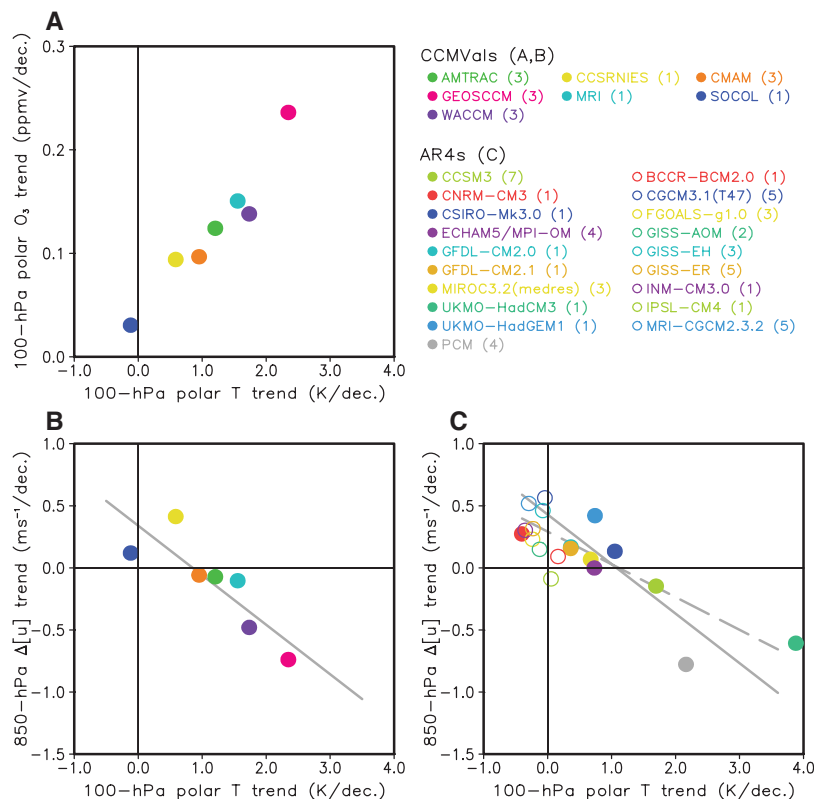 A
0.3
0.2
0.1
0.0
100-hPa polar O3 trend (ppmv/dec.)
-1.0 0.0 1.0 2.0 3.0 4.0
100-hPa polar T trend (K/dec.)
CCMVals (A,B)
AMTRAC (3) CCSRNIES (1) CMAM (3)
GEOSCCM (3) MRI (1) SOCOL (1)
WACCM (3)
AR4s (C)
CCSM3 (7) BCCR-BCM2.0 (1)
CNRM-CM3 (1) CGCM3.1(T47) (5)
CSIRO-Mk3.0 (1) FGOALS-g1.0 (3)
ECHAM5/MPI-OM (4) GISS-AOM (2)
GFDL-CM2.0 (1) GISS-EH (3)
GFDL-CM2.1 (1) GISS-ER (5)
MIROC3.2(medres) (3) INM-CM3.0 (1)
UKMO-HadCM3 (1) IPSL-CM4 (1)
UKMO-HadGEM1 (1) MRI-CGCM2.3.2 (5)
PCM (4)
B
1.0
0.5
0.0
-0.5
-1.0
-1.5
850-hPa Δ[u] trend (ms⁻¹/dec.)
-1.0 0.0 1.0 2.0 3.0 4.0
100-hPa polar T trend (K/dec.)
C
1.0
0.5
0.0
-0.5
-1.0
-1.5
850-hPa Δ[u] trend (ms⁻¹/dec.)
-1.0 0.0 1.0 2.0 3.0 4.0
100-hPa polar T trend (K/dec.)